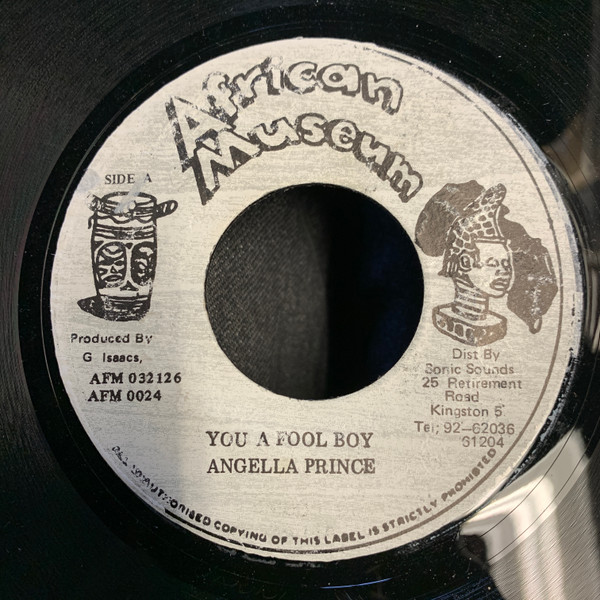 African
Museum
SIDE A
Produced By
G Isaacs,
AFM 032126
AFM 0024
Dist By
Sonic Sounds
25 Retirement
Road
Kingston 5
Tel; 92-62036
61204
YOU A FOOL BOY
ANGELLA PRINCE
COPYING OF THIS LABEL IS STRICTLY PROHIBITED